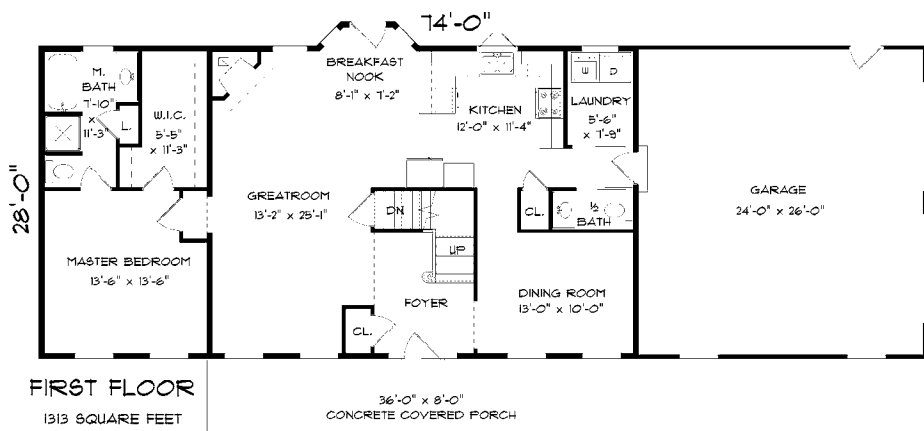 74'-0"
28'-0"
M.
BATH
7'-10"
x
11'-3"
L.
W.I.C.
5'-5"
x 11'-3"
BREAKFAST
NOOK
8'-1" x 7'-2"
KITCHEN
12'-0" x 11'-4"
W
D
LAUNDRY
5'-6"
x 7'-9"
GARAGE
24'-0" x 26'-0"
GREATROOM
13'-2" x 25'-1"
DN
UP
CL.
½
BATH
MASTER BEDROOM
13'-6" x 13'-6"
FOYER
CL.
DINING ROOM
13'-0" x 10'-0"
FIRST FLOOR
1313 SQUARE FEET
36'-0" x 8'-0"
CONCRETE COVERED PORCH